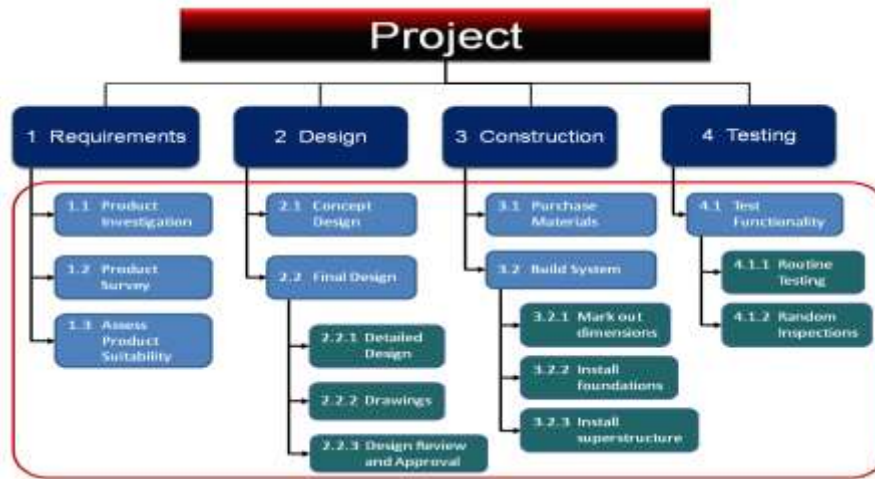 Project
1 Requirements
2 Design
3 Construction
4 Testing
1.1 Product
Investigation
1.2 Product
Survey
1.3 Assess
Product
Suitability
2.1 Concept
Design
2.2 Final Design
2.2.1 Detailed
Design
2.2.2 Drawings
2.2.3 Design Review
and Approval
3.1 Purchase
Materials
3.2 Build System
3.2.1 Mark out
dimensions
3.2.2 Install
foundations
3.2.3 Install
superstructure
4.1 Test
Functionality
4.1.1 Routine
Testing
4.1.2 Random
Inspections